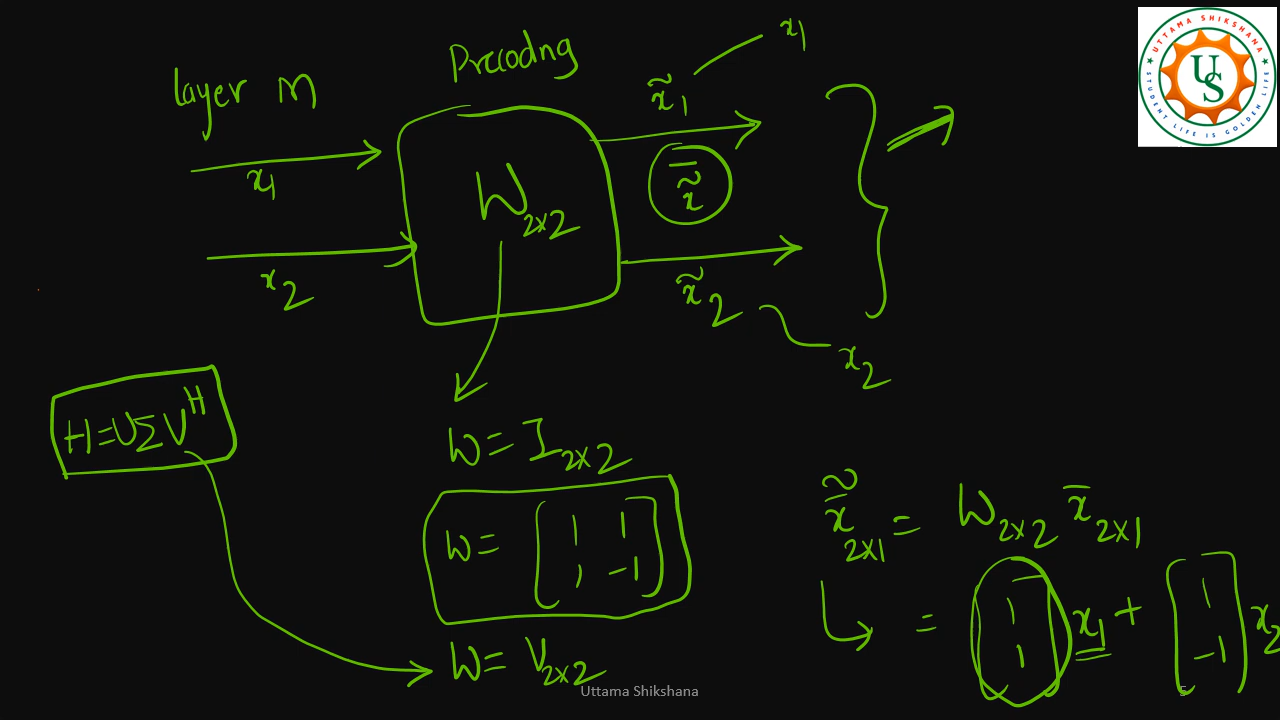 Precoding
layer M
x1
x2
W2x2
x̃1
x1
x̃
x̃2
x2
H=UΣV^H
W=I2x2
W= [1 1
1 -1]
W= V2x2
x̃ 2x1 = W2x2 x̄2x1
= [1
1] x1 + [1
-1] x2
UTTAMA SHIKSHANA
US
STUDENT LIFE IS GOLDEN LIFE
Uttama Shikshana
5